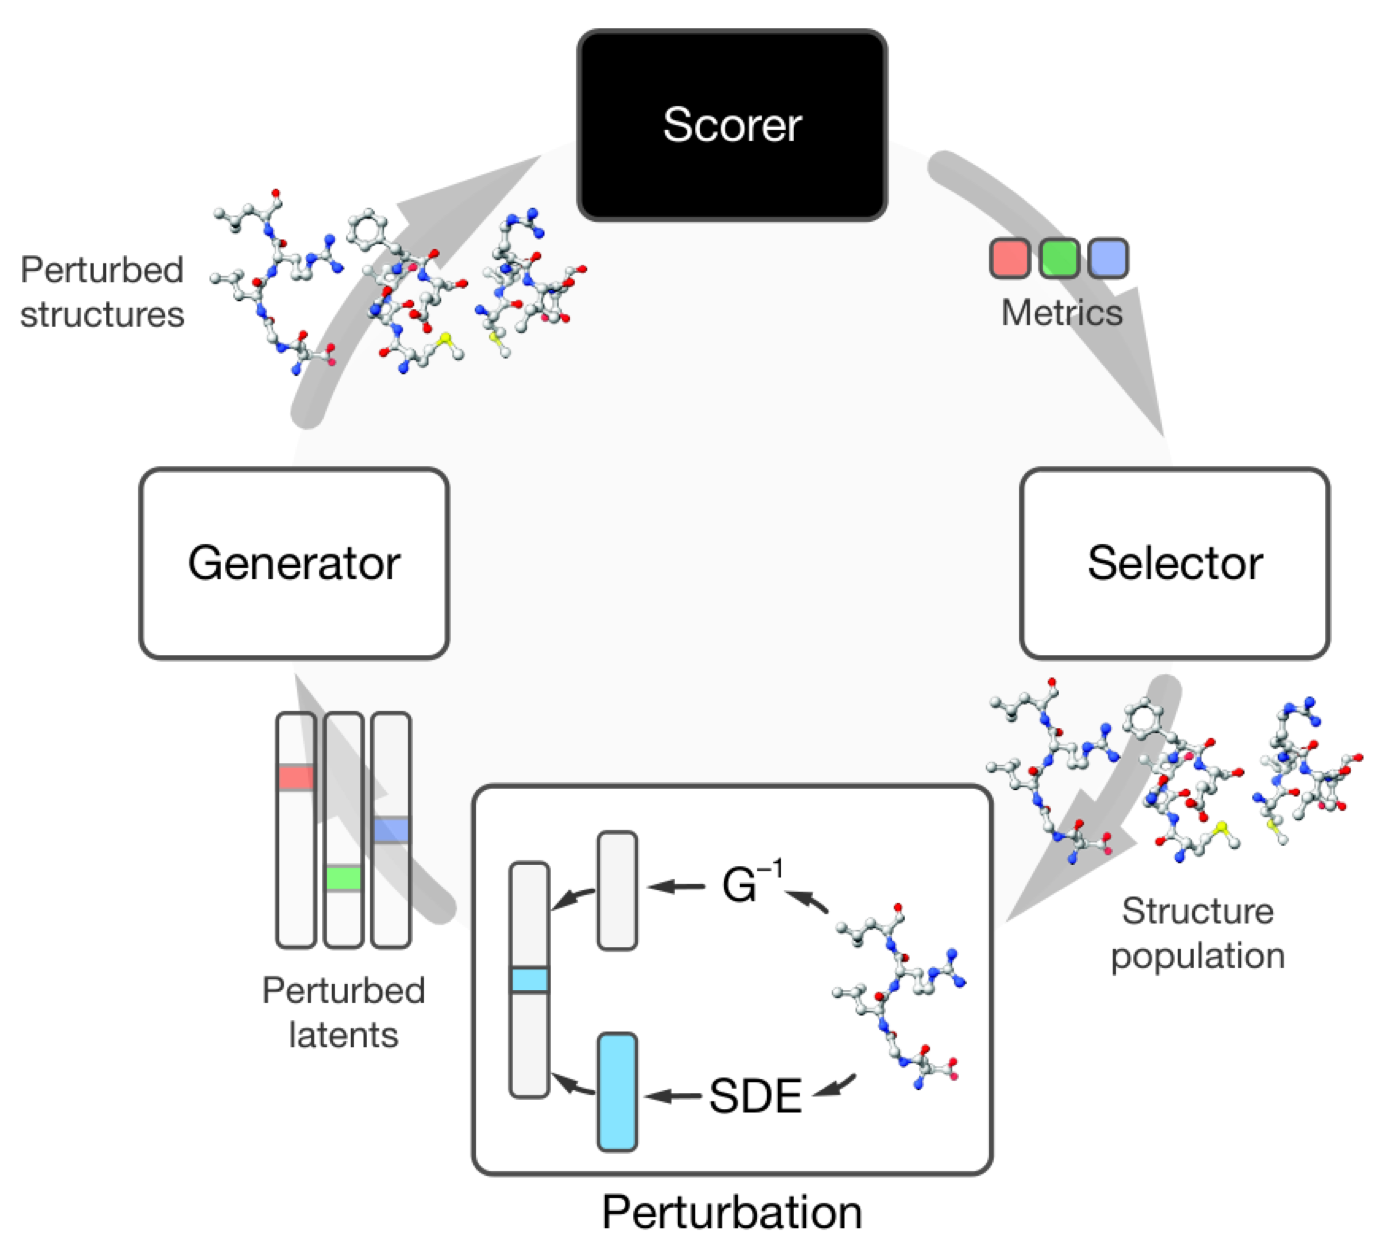 Scorer
Perturbed
structures
Metrics
Generator
Selector
Perturbed
latents
G⁻¹
SDE
Structure
population
Perturbation